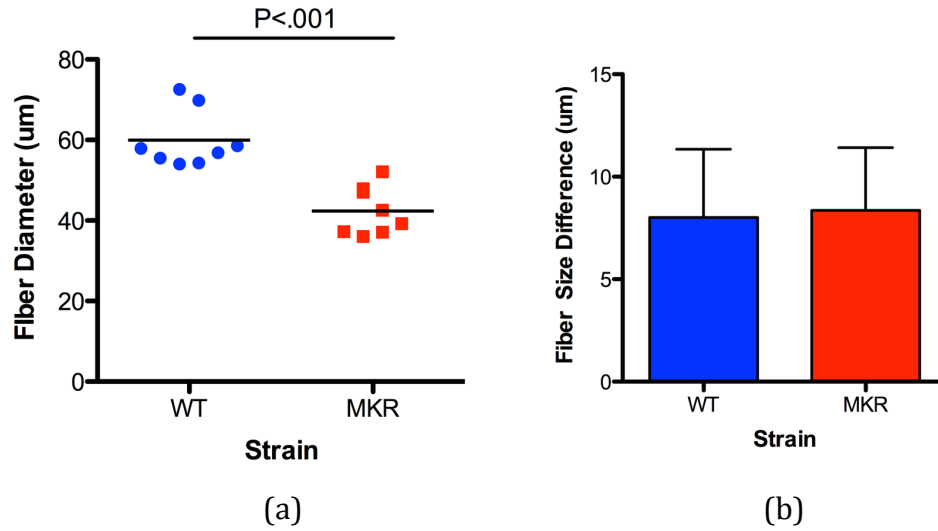 P<.001
FIber Diameter (um)
80
60
40
20
0
WT MKR
Strain
(a)
Fiber Size Difference (um)
15
10
5
0
WT MKR
Strain
(b)